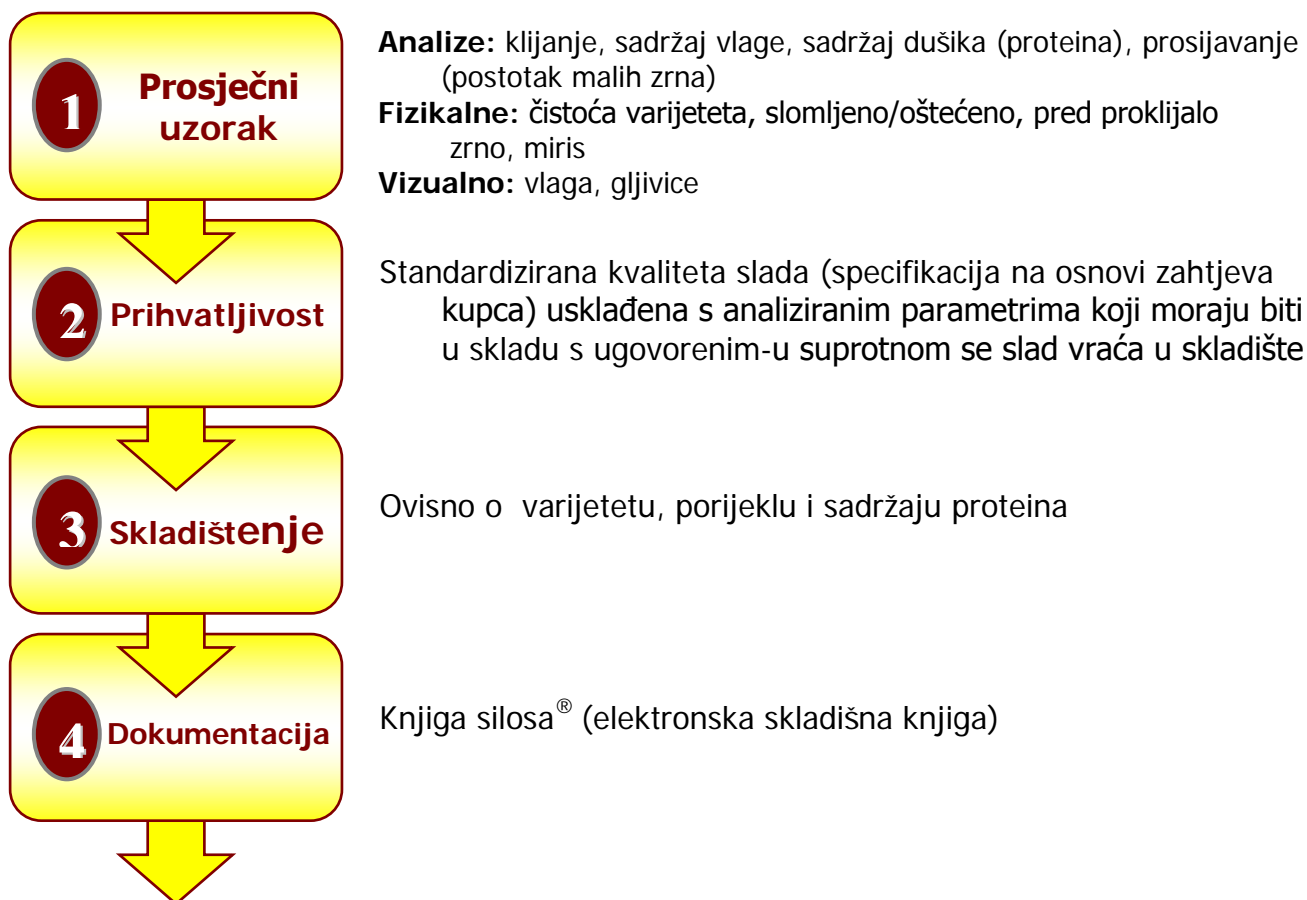 1
Prosječni
uzorak
Analize: klijanje, sadržaj vlage, sadržaj dušika (proteina), prosijavanje
(postotak malih zrna)
Fizikalne: čistoća varijeteta, slomljeno/oštećeno, pred proklijalo
zrno, miris
Vizualno: vlaga, gljivice
2
Prihvatljivost
Standardizirana kvaliteta slada (specifikacija na osnovi zahtjeva
kupca) usklađena s analiziranim parametrima koji moraju biti
u skladu s ugovorenim-u suprotnom se slad vraća u skladište
3
Skladištenje
Ovisno o varijetetu, porijeklu i sadržaju proteina
4
Dokumentacija
Knjiga silosa® (elektronska skladišna knjiga)